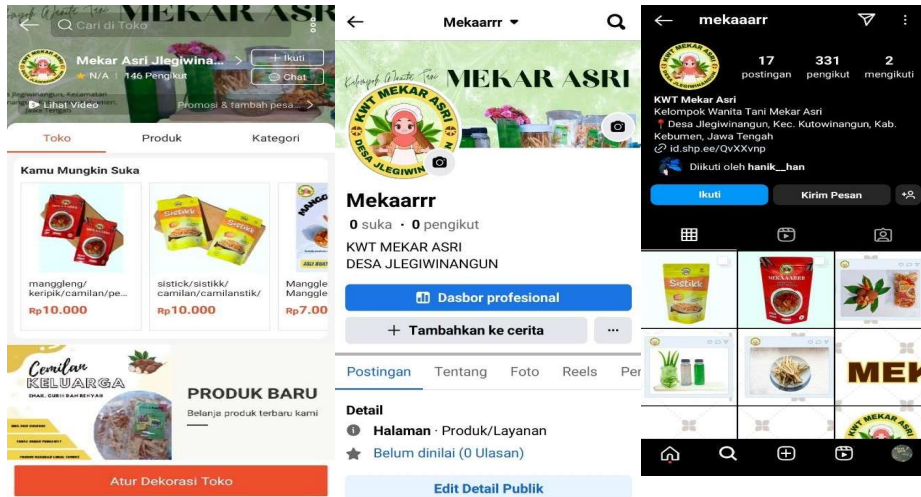 MEKAR ASRI
Cari di Toko
Mekar Asri Jlegiwina... >
N/A | 146 Pengikut
+ Ikuti
Chat
Lihat Video
Promosi & tambah pesa... >
Toko Produk Kategori
Kamu Mungkin Suka
manggleng/
keripik/camilan/pe...
Rp10.000
sistick/sistikk/
camilan/camilanstik/
Rp10.000
Manggle
Manggle
Rp7.00
Cemilan
KELUARGA
PRODUK BARU
Belanja produk terbaru kami
Atur Dekorasi Toko
Mekaarrr
Kelompok Wanita Tani MEKAR ASRI
KWT MEKAR ASRI
DESA JLEGIWIN
Mekaarrr
0 suka • 0 pengikut
KWT MEKAR ASRI
DESA JLEGIWINANGUN
Dasbor profesional
+ Tambahkan ke cerita
...
Postingan Tentang Foto Reels Per
Detail
Halaman · Produk/Layanan
Belum dinilai (0 Ulasan)
Edit Detail Publik
mekaaarr
17 331 2
postingan pengikut mengikuti
KWT Mekar Asri
Kelompok Wanita Tani Mekar Asri
Desa Jlegiwinangun, Kec. Kutowinangun, Kab.
Kebumen, Jawa Tengah
id.shp.ee/QvXXvnp
Diikuti oleh hanik__han
Ikuti
Kirim Pesan
Sistikk
MEK
KWT MEKAR ASRI